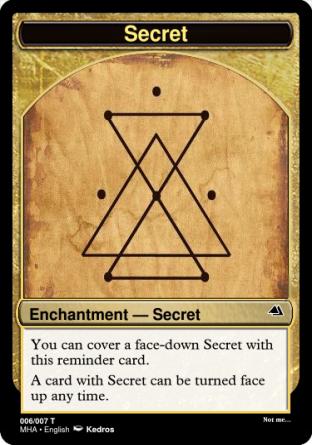 Secret
Enchantment — Secret
You can cover a face-down Secret with
this reminder card.
A card with Secret can be turned face
up any time.
006/007 T
Not me...
MHA • English Kedros